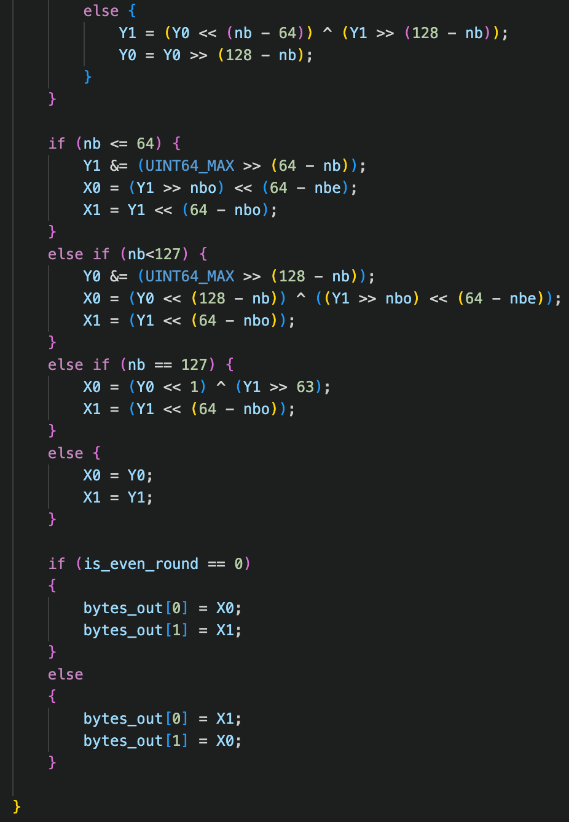 else {
Y1 = (Y0 << (nb - 64)) ^ (Y1 >> (128 - nb));
Y0 = Y0 >> (128 - nb);
}
}
if (nb <= 64) {
Y1 &= (UINT64_MAX >> (64 - nb));
X0 = (Y1 >> nbo) << (64 - nbe);
X1 = Y1 << (64 - nbo);
}
else if (nb<127) {
Y0 &= (UINT64_MAX >> (128 - nb));
X0 = (Y0 << (128 - nb)) ^ ((Y1 >> nbo) << (64 - nbe));
X1 = (Y1 << (64 - nbo));
}
else if (nb == 127) {
X0 = (Y0 << 1) ^ (Y1 >> 63);
X1 = (Y1 << (64 - nbo));
}
else {
X0 = Y0;
X1 = Y1;
}
if (is_even_round == 0)
{
bytes_out[0] = X0;
bytes_out[1] = X1;
}
else
{
bytes_out[0] = X1;
bytes_out[1] = X0;
}
}